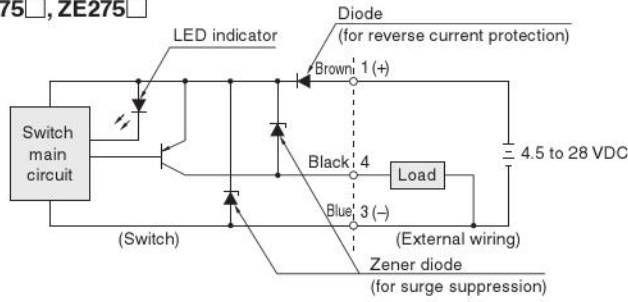 75□, ZE275□
Diode
(for reverse current protection)
LED indicator
Brown 1 (+)
Switch
main
circuit
4.5 to 28 VDC
Black 4
Load
Blue 3 (–)
(Switch)
(External wiring)
Zener diode
(for surge suppression)